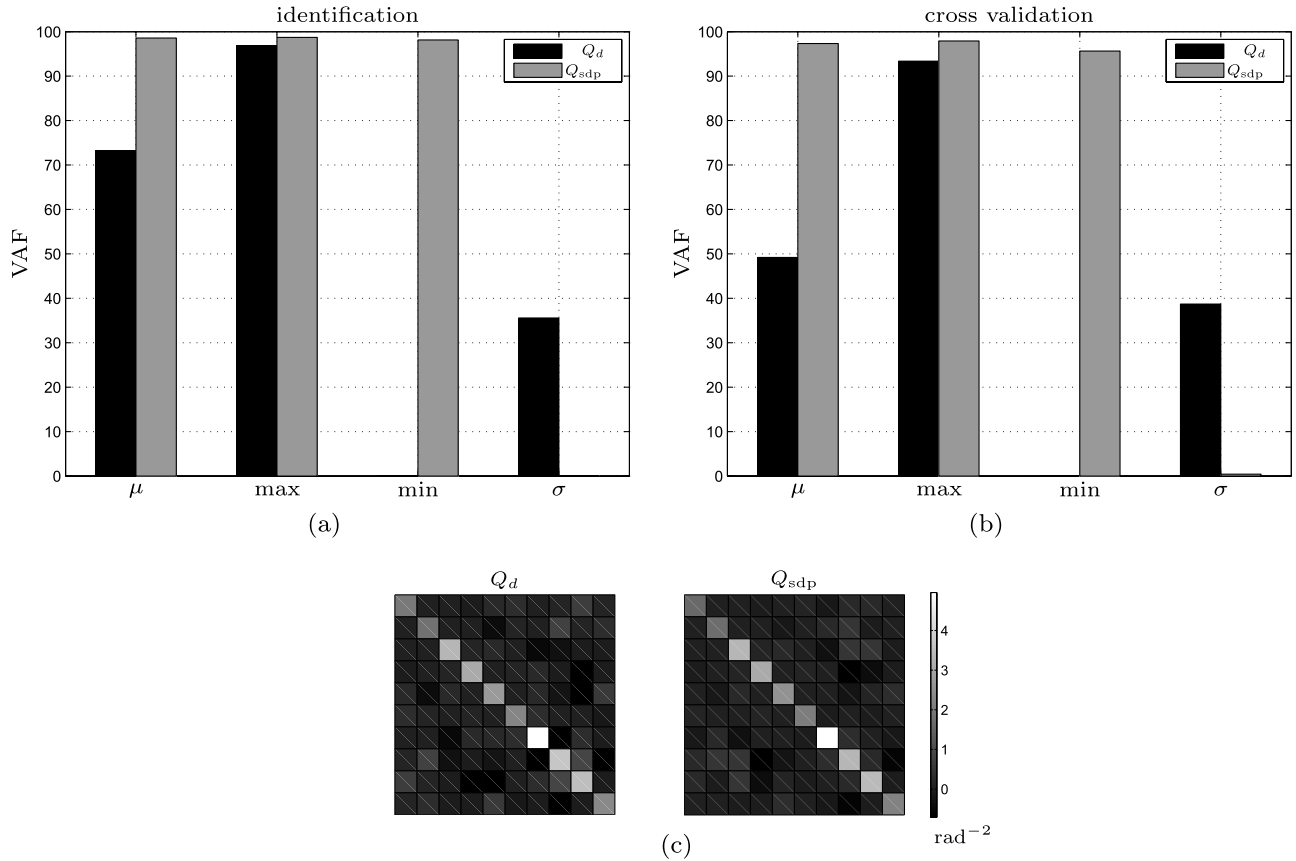 identification
100
90
80
70
60
50
40
30
20
10
0
VAF
Q_d
Q_sdp
μ max min σ
(a)
cross validation
100
90
80
70
60
50
40
30
20
10
0
VAF
Q_d
Q_sdp
μ max min σ
(b)
Q_d
Q_sdp
4
3
2
1
0
rad⁻²
(c)